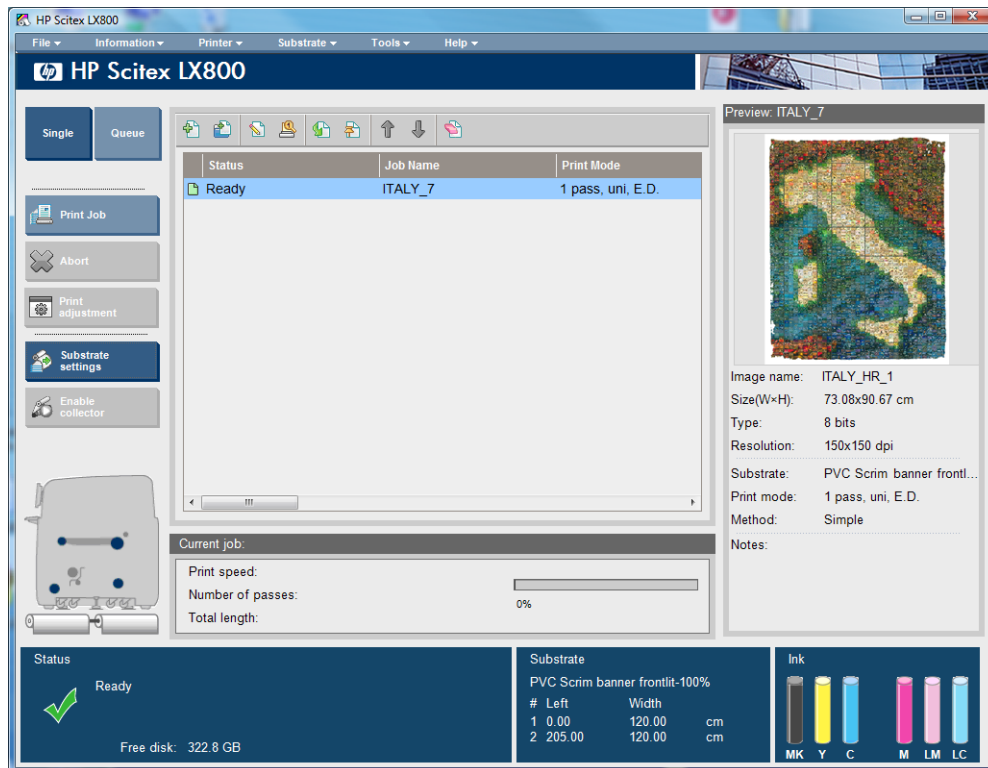 HP Scitex LX800
File Information Printer Substrate Tools Help
hp HP Scitex LX800
Single Queue
Print Job
Abort
Print
adjustment
Substrate
settings
Enable
collector
Status Job Name Print Mode
Ready ITALY_7 1 pass, uni, E.D.
Current job:
Print speed:
Number of passes:
Total length:
0%
Preview: ITALY_7
Image name: ITALY_HR_1
Size(W×H): 73.08x90.67 cm
Type: 8 bits
Resolution: 150x150 dpi
Substrate: PVC Scrim banner frontl...
Print mode: 1 pass, uni, E.D.
Method: Simple
Notes:
Status
Ready
Free disk: 322.8 GB
Substrate
PVC Scrim banner frontlit-100%
# Left Width
1 0.00 120.00 cm
2 205.00 120.00 cm
Ink
MK Y C M LM LC